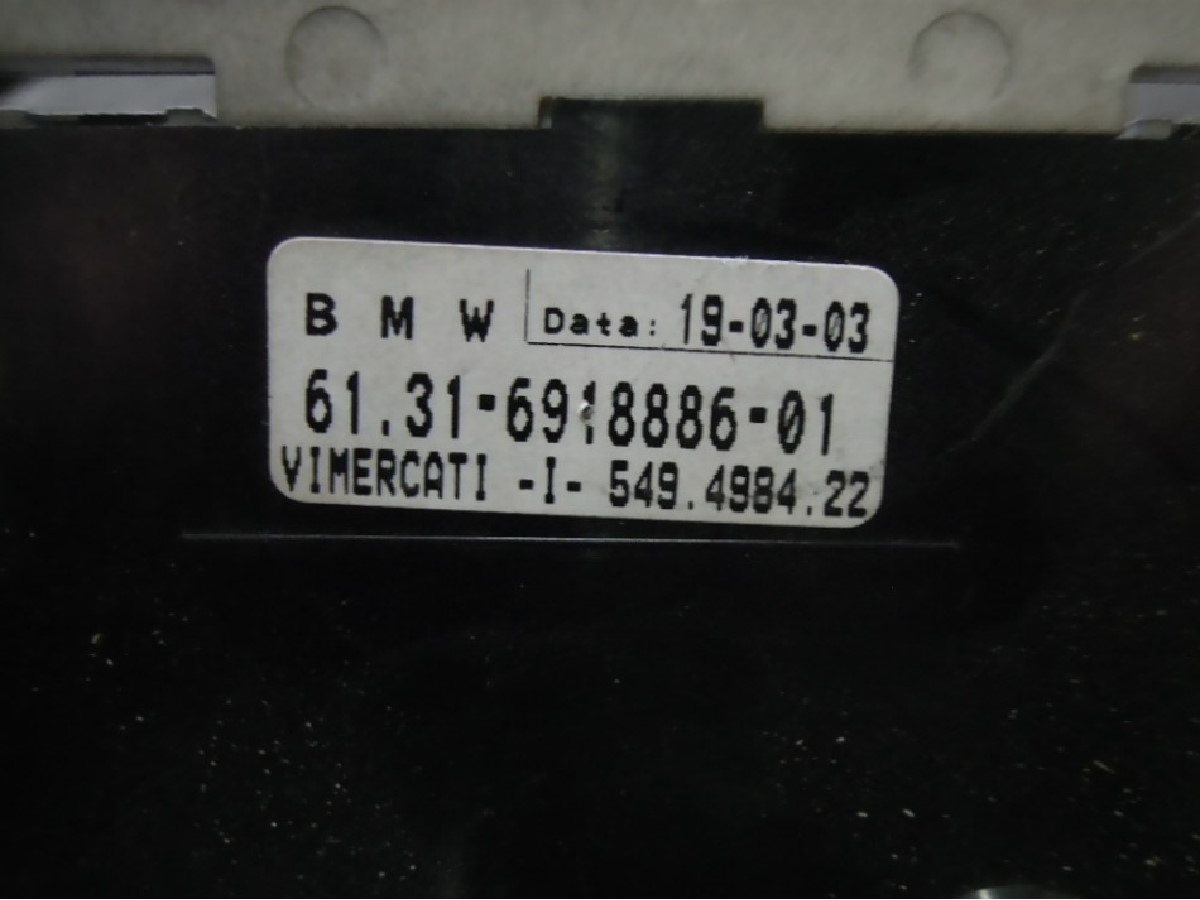 B M W Data: 19-03-03
61.31-6918886-01
VIMERCATI -I- 549.4984.22